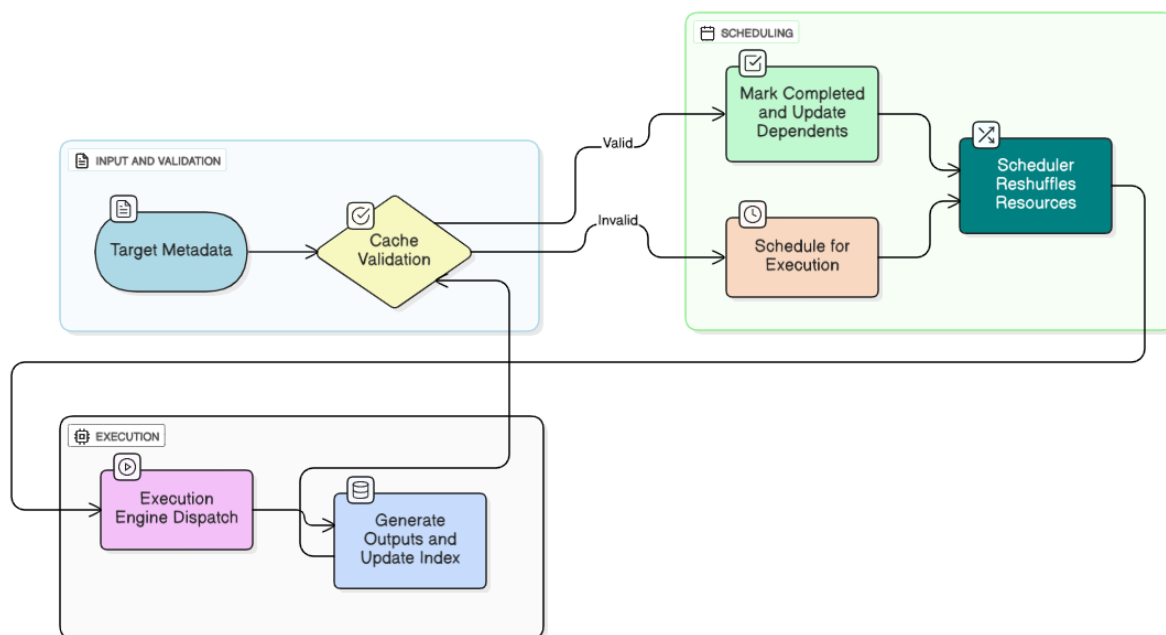 SCHEDULING
Mark Completed
and Update
Dependents
Valid
INPUT AND VALIDATION
Scheduler
Reshuffles
Resources
Target Metadata
Cache
Validation
Invalid
Schedule for
Execution
EXECUTION
Execution
Engine Dispatch
Generate
Outputs and
Update Index